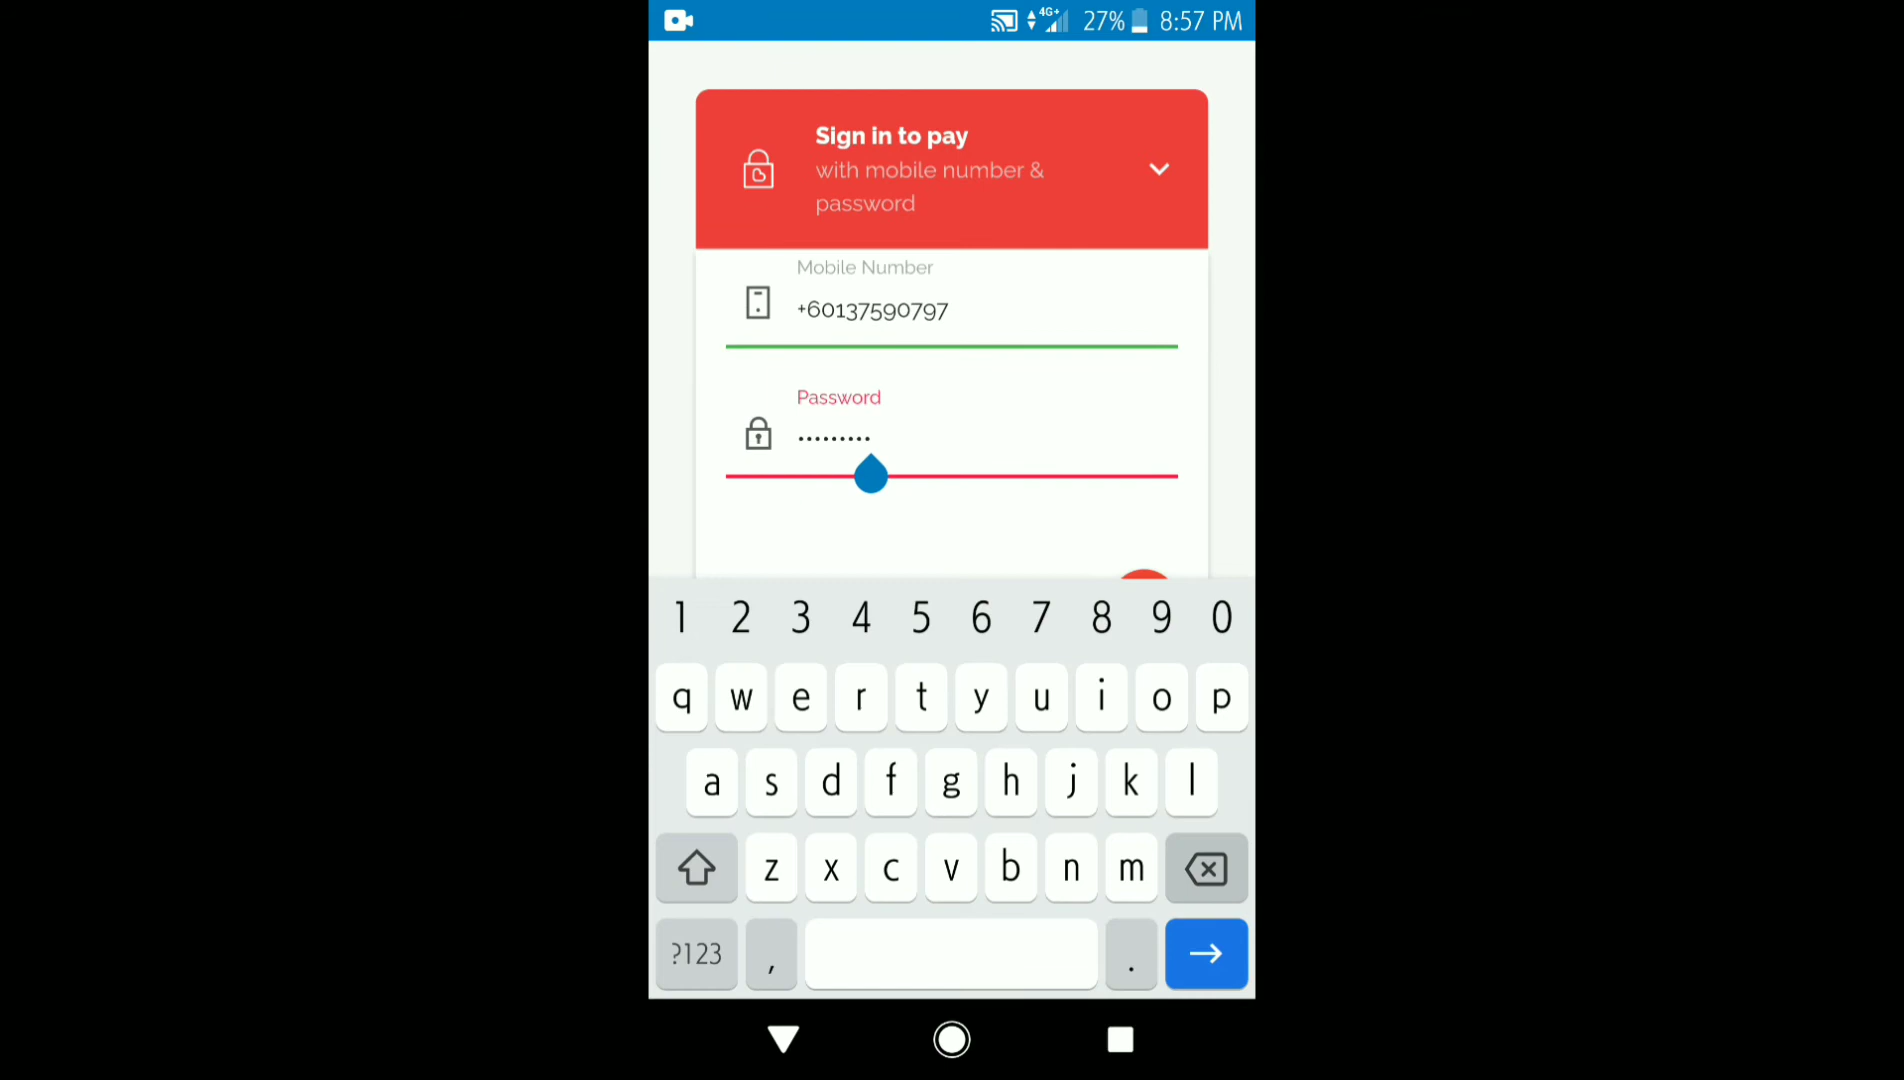 4G+ 27% 8:57 PM
Sign in to pay
with mobile number &
password
Mobile Number
+60137590797
Password
•••••••••
1 2 3 4 5 6 7 8 9 0
q w e r t y u i o p
a s d f g h j k l
z x c v b n m
?123 , .